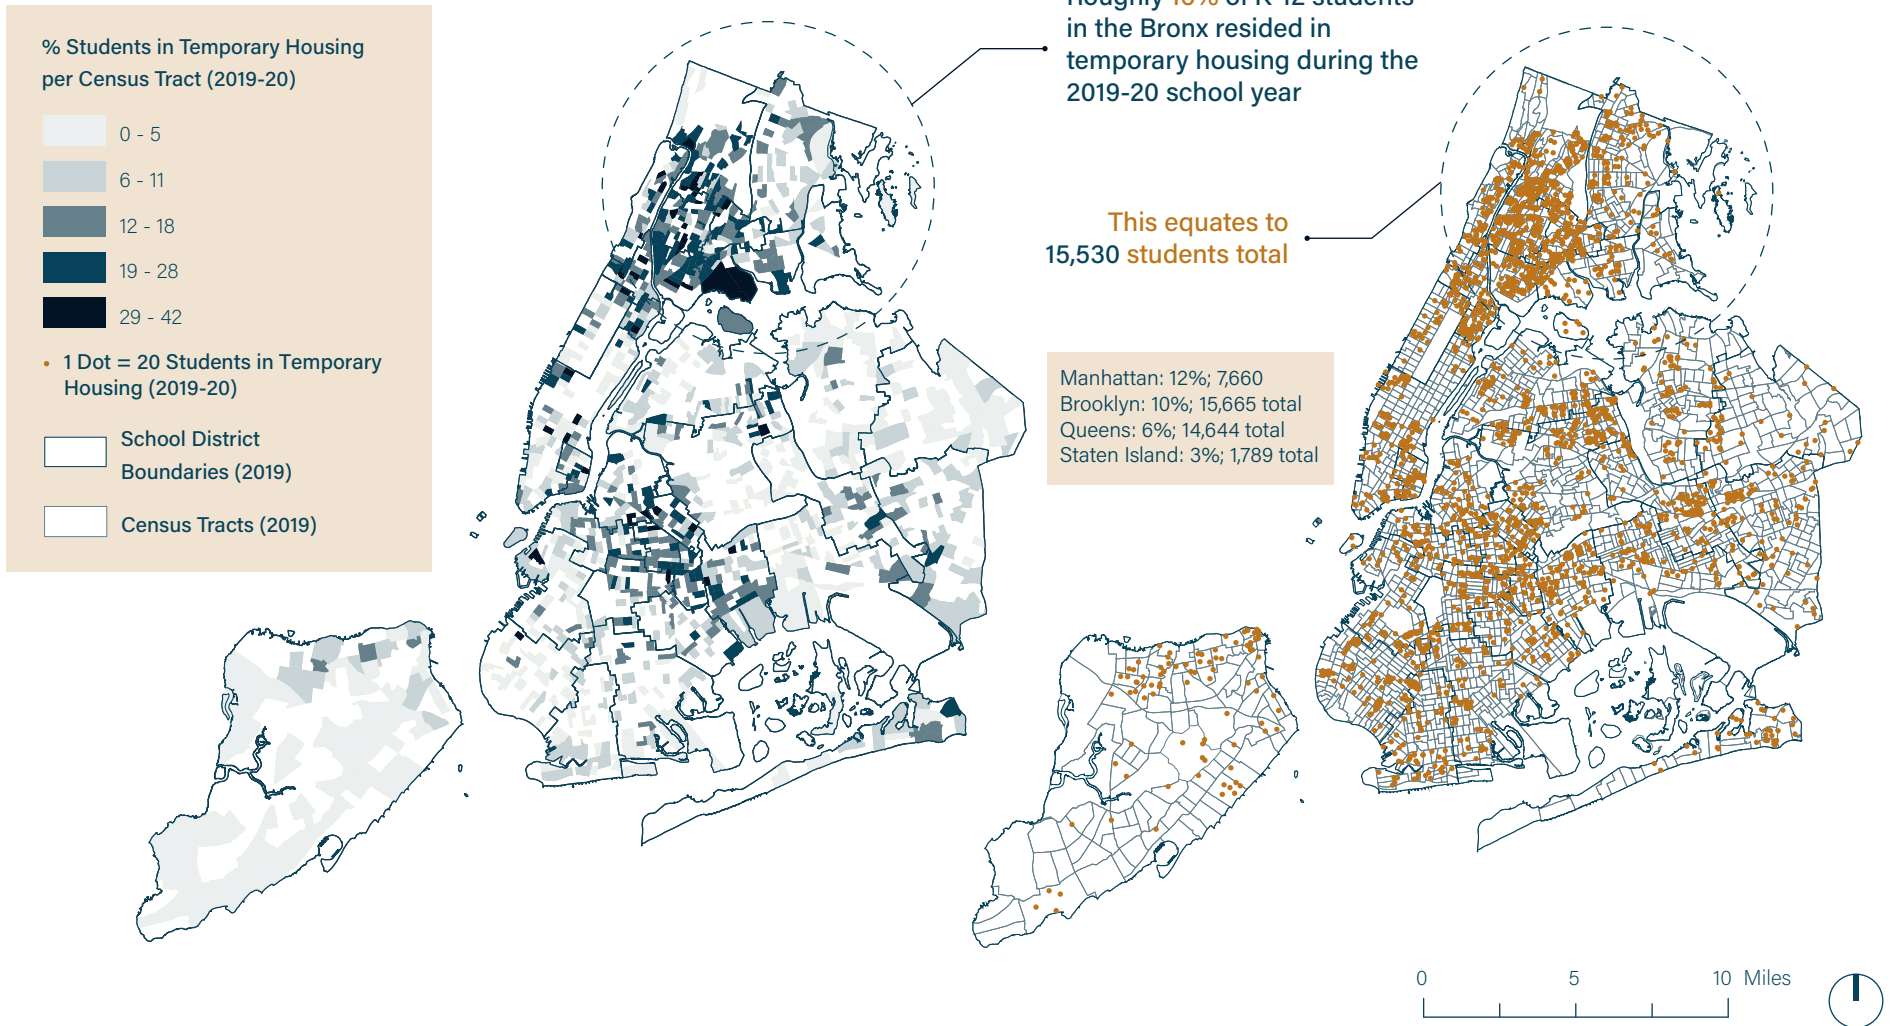 % Students in Temporary Housing
per Census Tract (2019-20)
0 - 5
6 - 11
12 - 18
19 - 28
29 - 42
1 Dot = 20 Students in Temporary
Housing (2019-20)
School District
Boundaries (2019)
Census Tracts (2019)
Roughly of K-12 students
in the Bronx resided in
temporary housing during the
2019-20 school year
This equates to
15,530 students total
Manhattan: 12%; 7,660
Brooklyn: 10%; 15,665 total
Queens: 6%; 14,644 total
Staten Island: 3%; 1,789 total
0 5 10 Miles